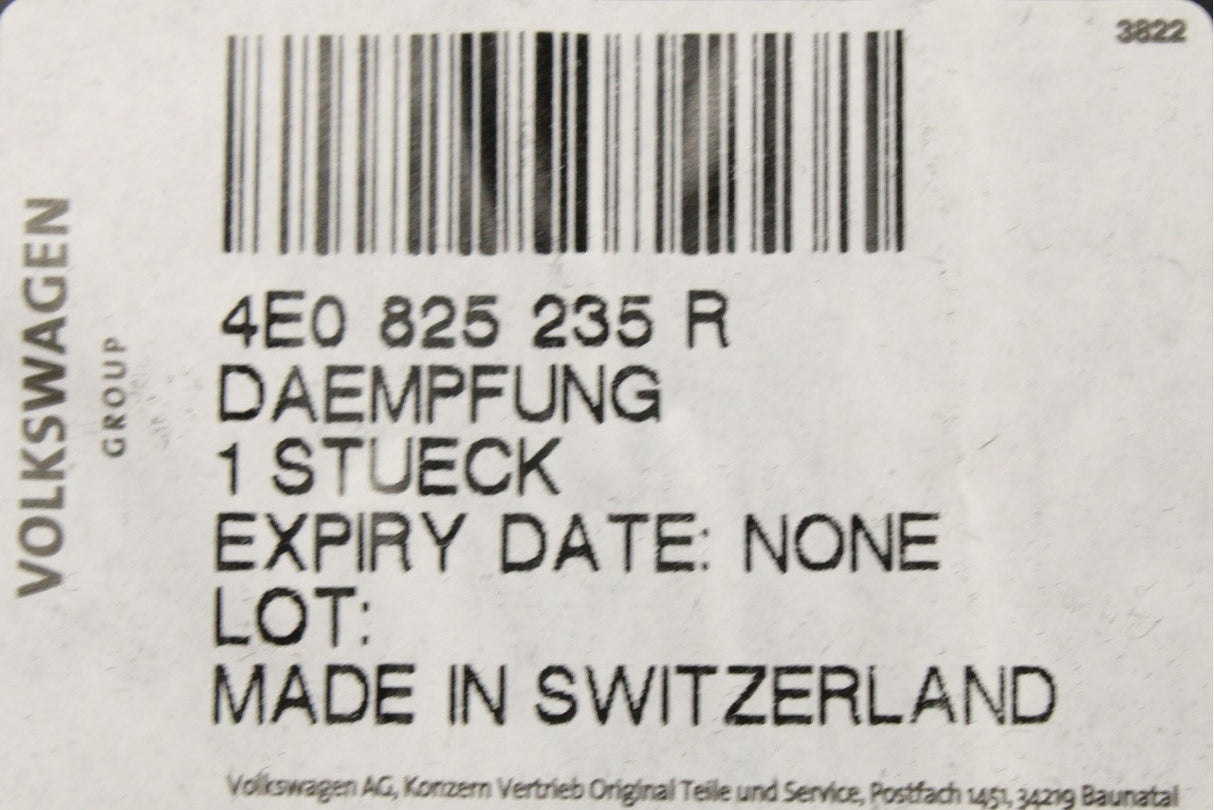 3822
VOLKSWAGEN
GROUP
4E0 825 235 R
DAEMPFUNG
1 STUECK
EXPIRY DATE: NONE
LOT:
MADE IN SWITZERLAND
Volkswagen AG, Konzern Vertrieb Original Teile und Service, Postfach 1451, 34219 Baunatal